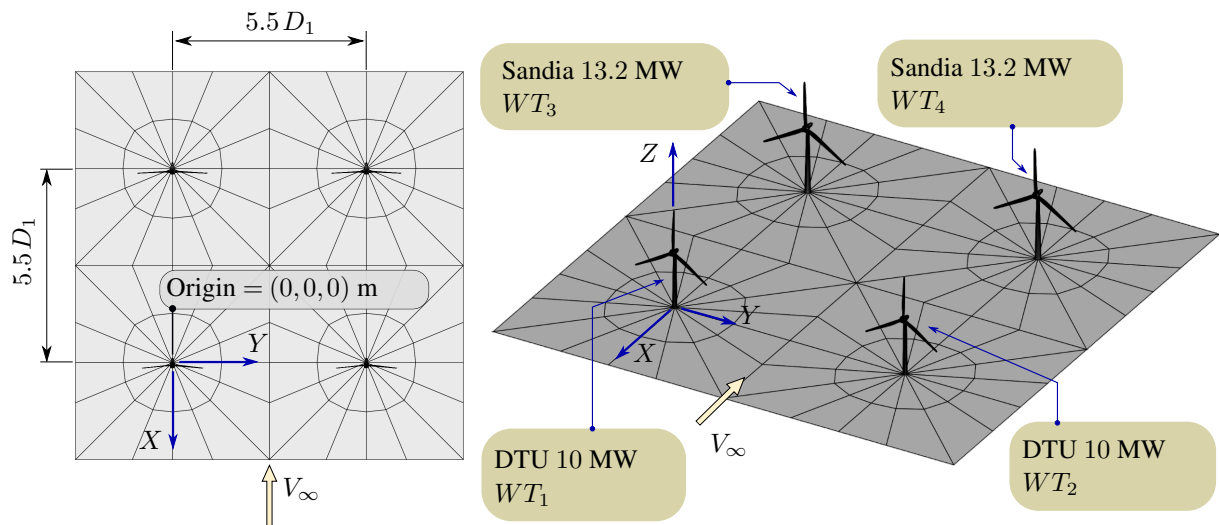 5.5 D₁
5.5 D₁
Origin = (0, 0, 0) m
Y
X
V∞
Sandia 13.2 MW
WT₃
Sandia 13.2 MW
WT₄
Z
Y
X
V∞
DTU 10 MW
WT₁
DTU 10 MW
WT₂